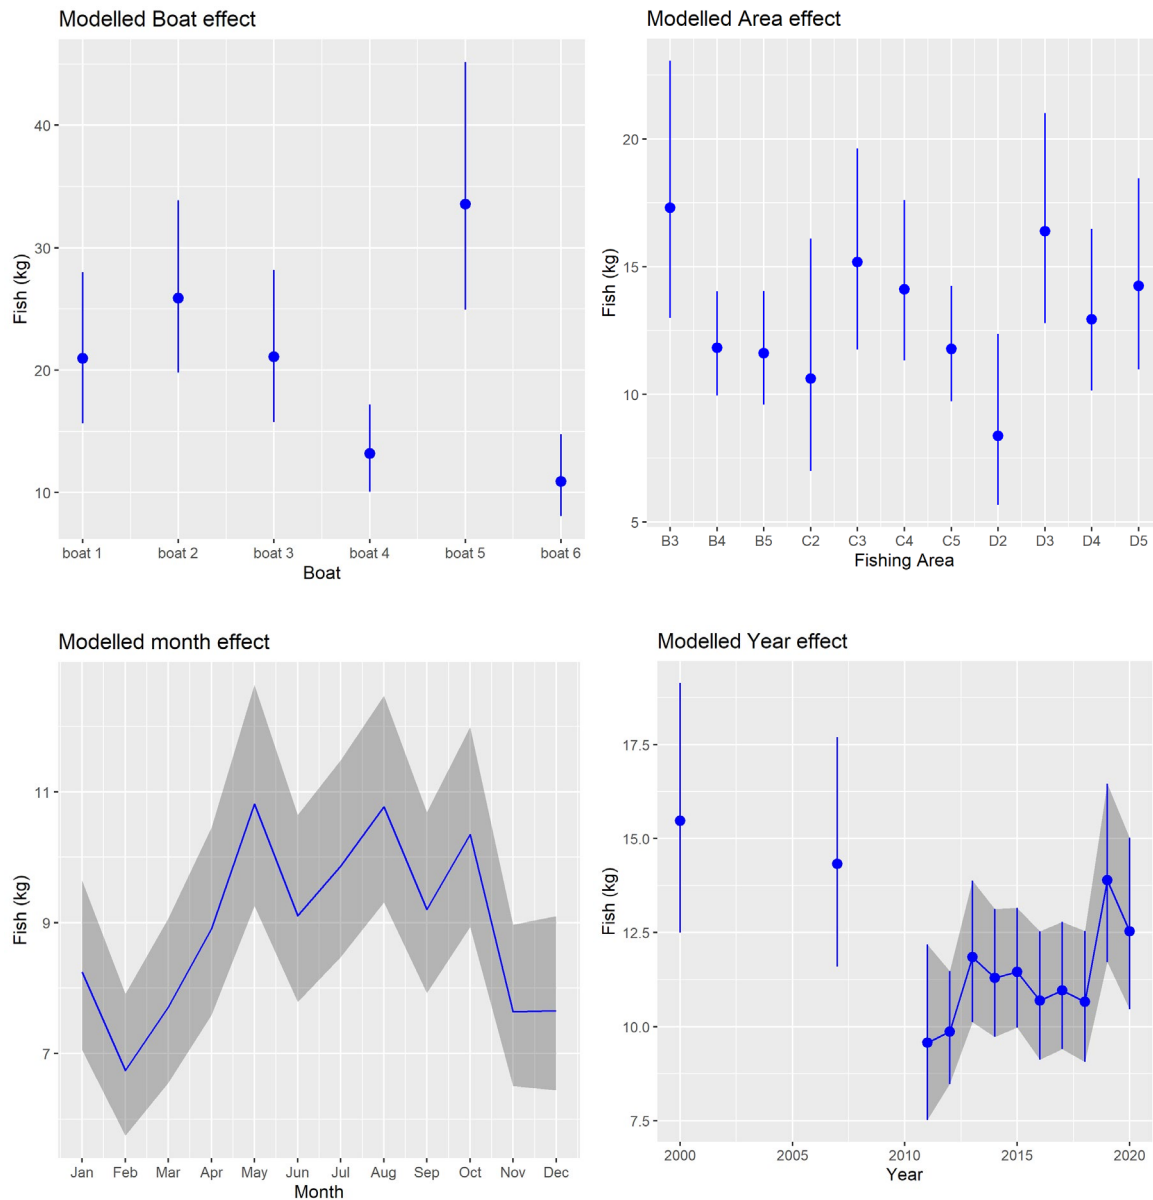 Modelled Boat effect
Fish (kg)
40
30
20
10
boat 1 boat 2 boat 3 boat 4 boat 5 boat 6
Boat
Modelled Area effect
Fish (kg)
20
15
10
5
B3 B4 B5 C2 C3 C4 C5 D2 D3 D4 D5
Fishing Area
Modelled month effect
Fish (kg)
11
9
7
Jan Feb Mar Apr May Jun Jul Aug Sep Oct Nov Dec
Month
Modelled Year effect
Fish (kg)
17.5
15.0
12.5
10.0
7.5
2000 2005 2010 2015 2020
Year